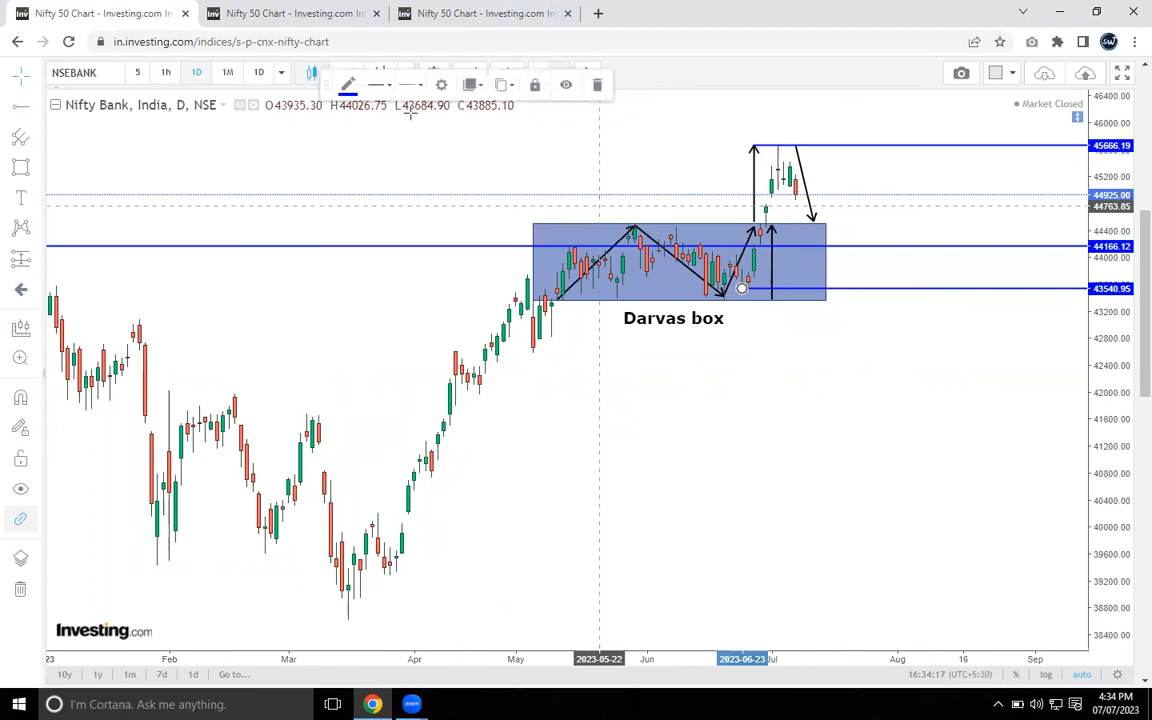 Nifty 50 Chart - Investing.com In
Nifty 50 Chart - Investing.com In
Nifty 50 Chart - Investing.com In
in.investing.com/indices/s-p-cnx-nifty-chart
NSEBANK 5 1h 1D 1M 1D
Nifty Bank, India, D, NSE O43935.30 H44026.75 L43684.90 C43885.10
Market Closed
46400.00
46000.00
45666.19
45200.00
44925.00
44763.85
44400.00
44166.12
44000.00
43540.95
43200.00
42800.00
42400.00
42000.00
41600.00
41200.00
40800.00
40400.00
40000.00
39600.00
39200.00
38800.00
38400.00
Darvas box
Investing.com
23 Feb Mar Apr May 2023-05-22 Jun 2023-06-23 Jul Aug 16 Sep
10y 1y 1m 7d 1d Go to... 16:34:17 (UTC+5:30) % log auto
I'm Cortana. Ask me anything.
4:34 PM
07/07/2023